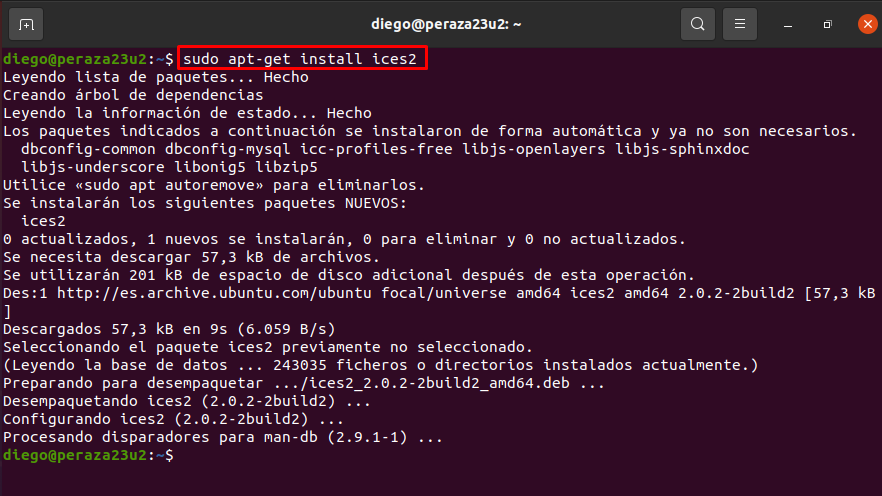 diego@peraza23u2: ~
diego@peraza23u2:~$ sudo apt-get install ices2
Leyendo lista de paquetes... Hecho
Creando árbol de dependencias
Leyendo la información de estado... Hecho
Los paquetes indicados a continuación se instalaron de forma automática y ya no son necesarios.
  dbconfig-common dbconfig-mysql icc-profiles-free libjs-openlayers libjs-sphinxdoc
  libjs-underscore libonig5 libzip5
Utilice «sudo apt autoremove» para eliminarlos.
Se instalarán los siguientes paquetes NUEVOS:
  ices2
0 actualizados, 1 nuevos se instalarán, 0 para eliminar y 0 no actualizados.
Se necesita descargar 57,3 kB de archivos.
Se utilizarán 201 kB de espacio de disco adicional después de esta operación.
Des:1 http://es.archive.ubuntu.com/ubuntu focal/universe amd64 ices2 amd64 2.0.2-2build2 [57,3 kB
]
Descargados 57,3 kB en 9s (6.059 B/s)
Seleccionando el paquete ices2 previamente no seleccionado.
(Leyendo la base de datos ... 243035 ficheros o directorios instalados actualmente.)
Preparando para desempaquetar .../ices2_2.0.2-2build2_amd64.deb ...
Desempaquetando ices2 (2.0.2-2build2) ...
Configurando ices2 (2.0.2-2build2) ...
Procesando disparadores para man-db (2.9.1-1) ...
diego@peraza23u2:~$